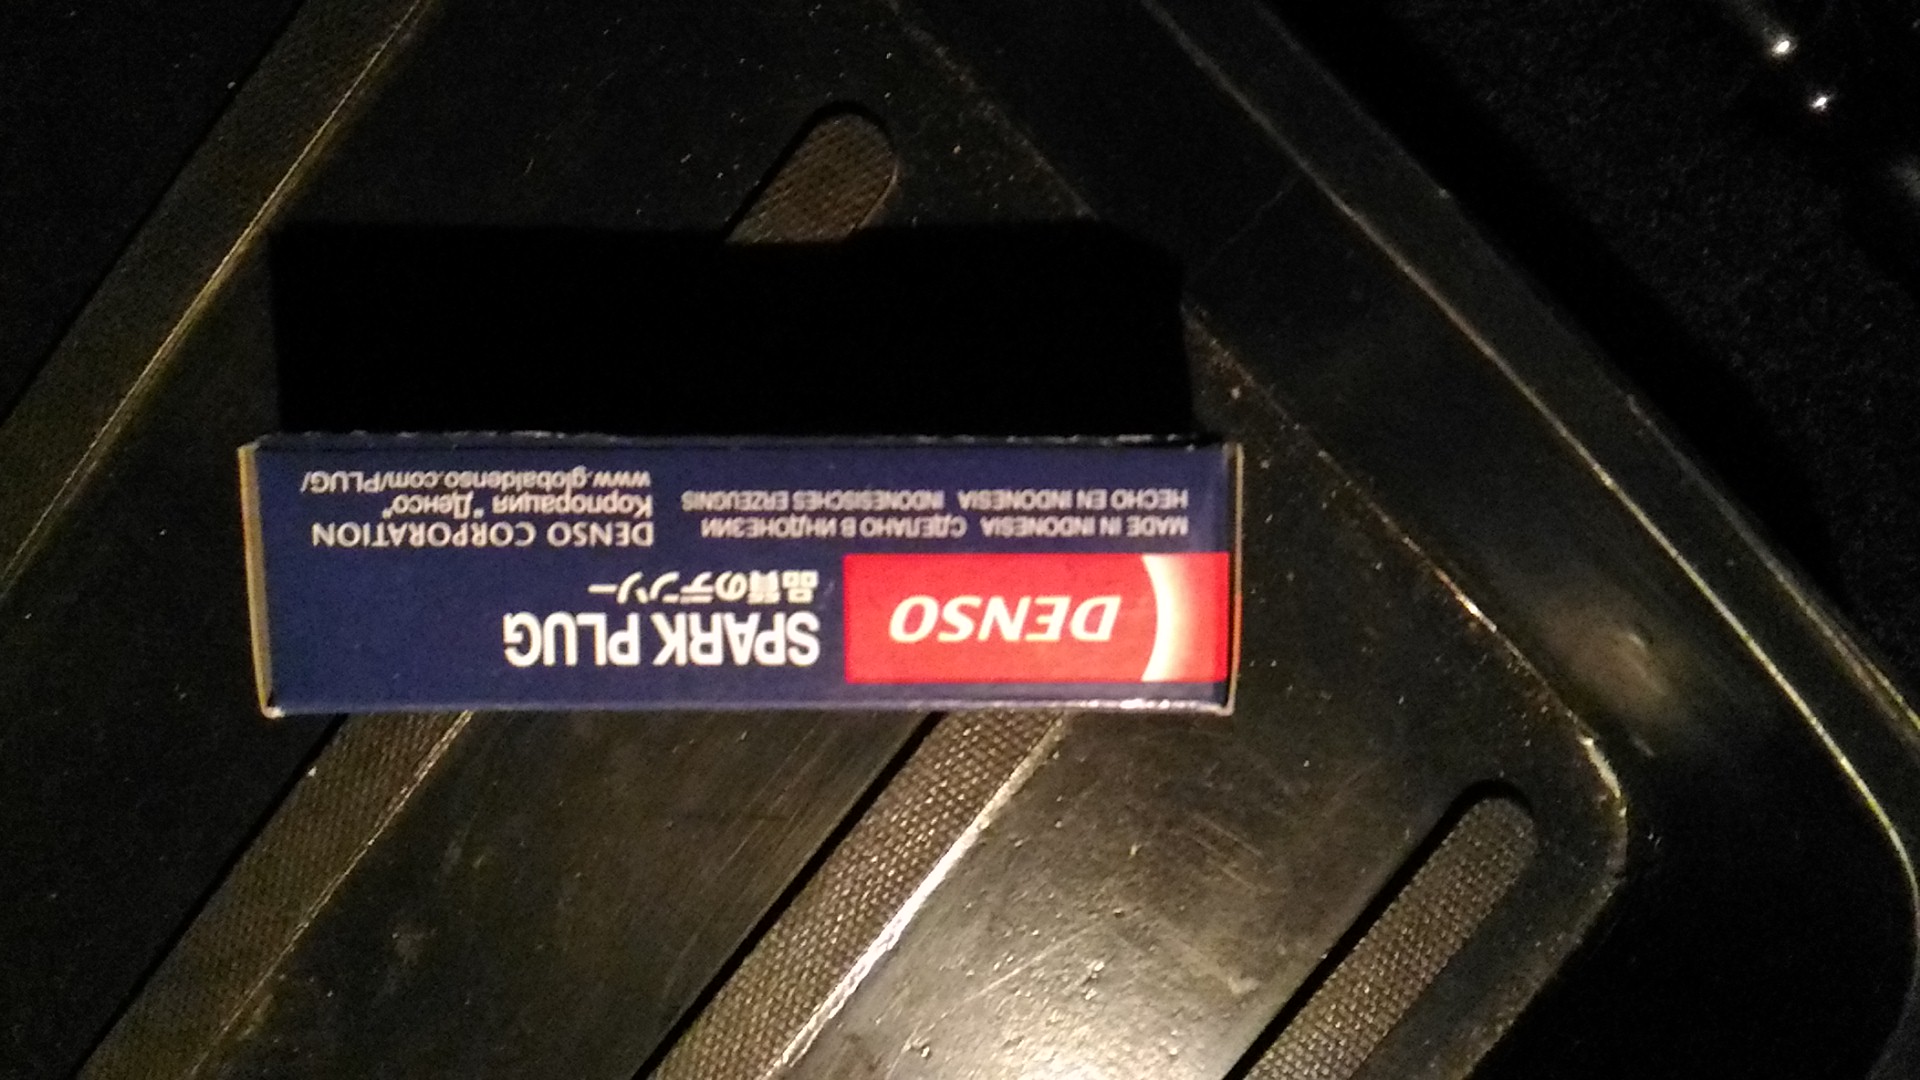 DENSO
SPARK PLUG
品質のデンソー
MADE IN INDONESIA СДЕЛАНО В ИНДОНЕЗИИ
HECHO EN INDONESIA INDONESISCHES ERZEUGNIS
DENSO CORPORATION
Корпорация "Денсо"
www.globaldenso.com/PLUG/